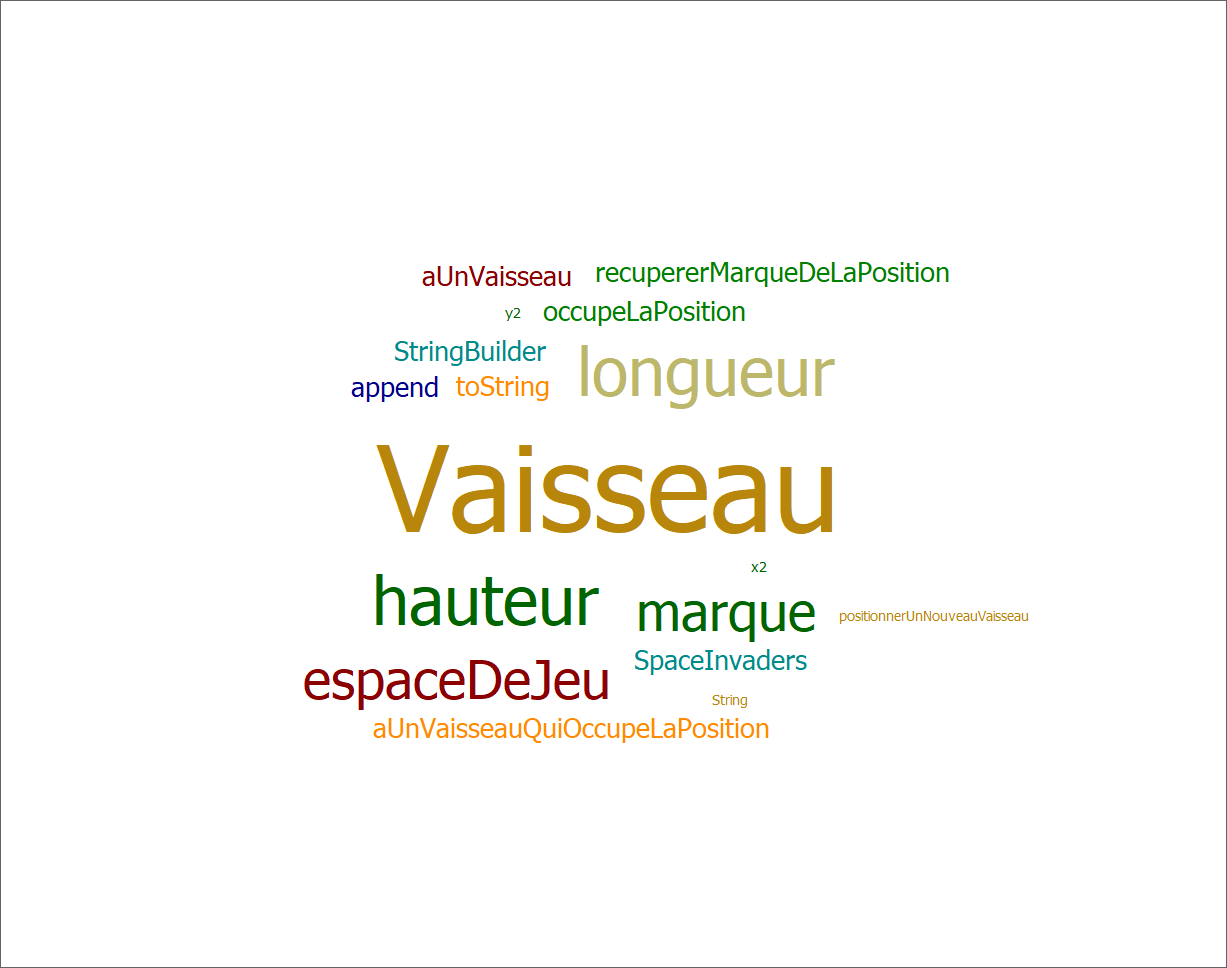 aUnVaisseau recupererMarqueDeLaPosition
y2 occupeLaPosition
StringBuilder
append toString longueur
Vaisseau
x2
hauteur marque positionnerUnNouveauVaisseau
SpaceInvaders
espaceDeJeu
String
aUnVaisseauQuiOccupeLaPosition